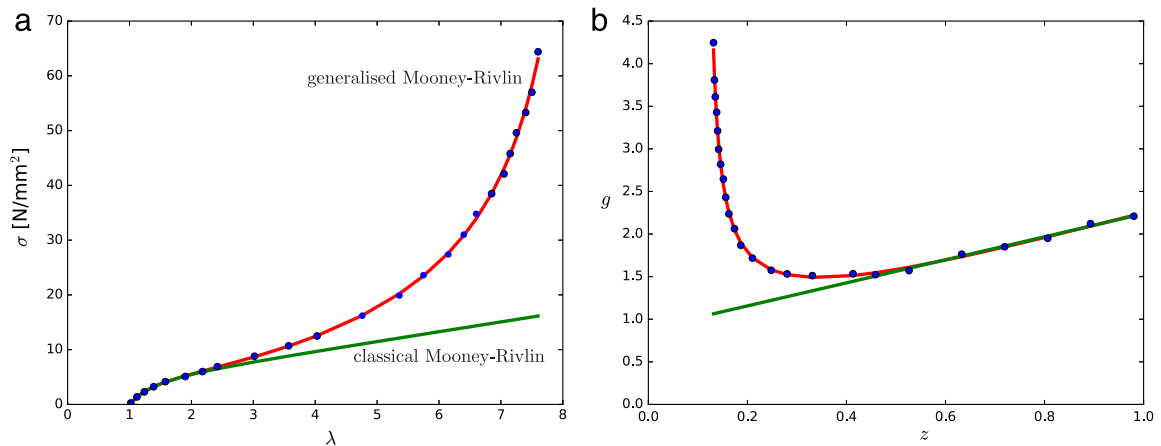 a
70
60
50
40
30
20
10
0
σ [N/mm²]
generalised Mooney-Rivlin
classical Mooney-Rivlin
0 1 2 3 4 5 6 7 8
λ
b
4.5
4.0
3.5
3.0
2.5
2.0
1.5
1.0
0.5
0.0
g
0.0 0.2 0.4 0.6 0.8 1.0
z